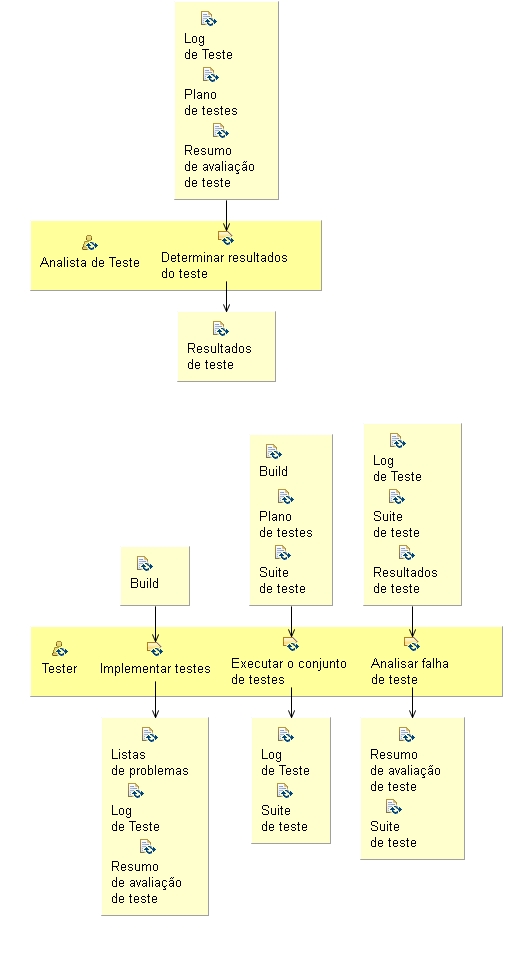 Log
de Teste
Plano
de testes
Resumo
de avaliação
de teste
Analista de Teste
Determinar resultados
do teste
Resultados
de teste
Build
Build
Plano
de testes
Suite
de teste
Log
de Teste
Suite
de teste
Resultados
de teste
Tester
Implementar testes
Executar o conjunto
de testes
Analisar falha
de teste
Listas
de problemas
Log
de Teste
Resumo
de avaliação
de teste
Log
de Teste
Suite
de teste
Resumo
de avaliação
de teste
Suite
de teste